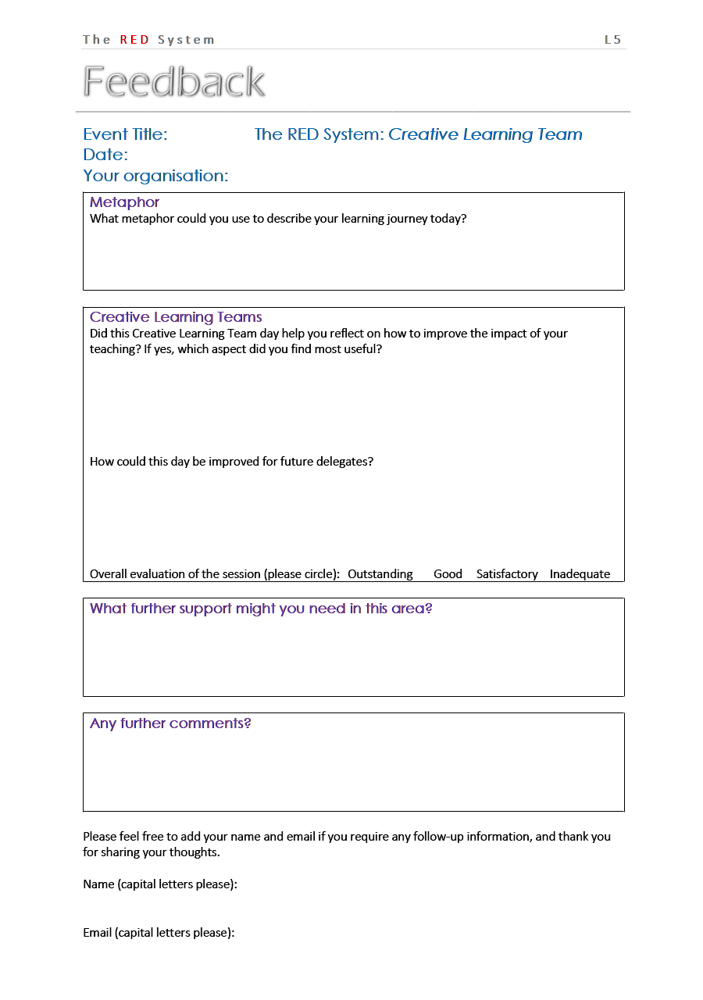 The RED System L5
Feedback
Event Title: The RED System: Creative Learning Team
Date:
Your organisation:
Metaphor
What metaphor could you use to describe your learning journey today?
Creative Learning Teams
Did this Creative Learning Team day help you reflect on how to improve the impact of your
teaching? If yes, which aspect did you find most useful?
How could this day be improved for future delegates?
Overall evaluation of the session (please circle): Outstanding Good Satisfactory Inadequate
What further support might you need in this area?
Any further comments?
Please feel free to add your name and email if you require any follow-up information, and thank you
for sharing your thoughts.
Name (capital letters please):
Email (capital letters please):